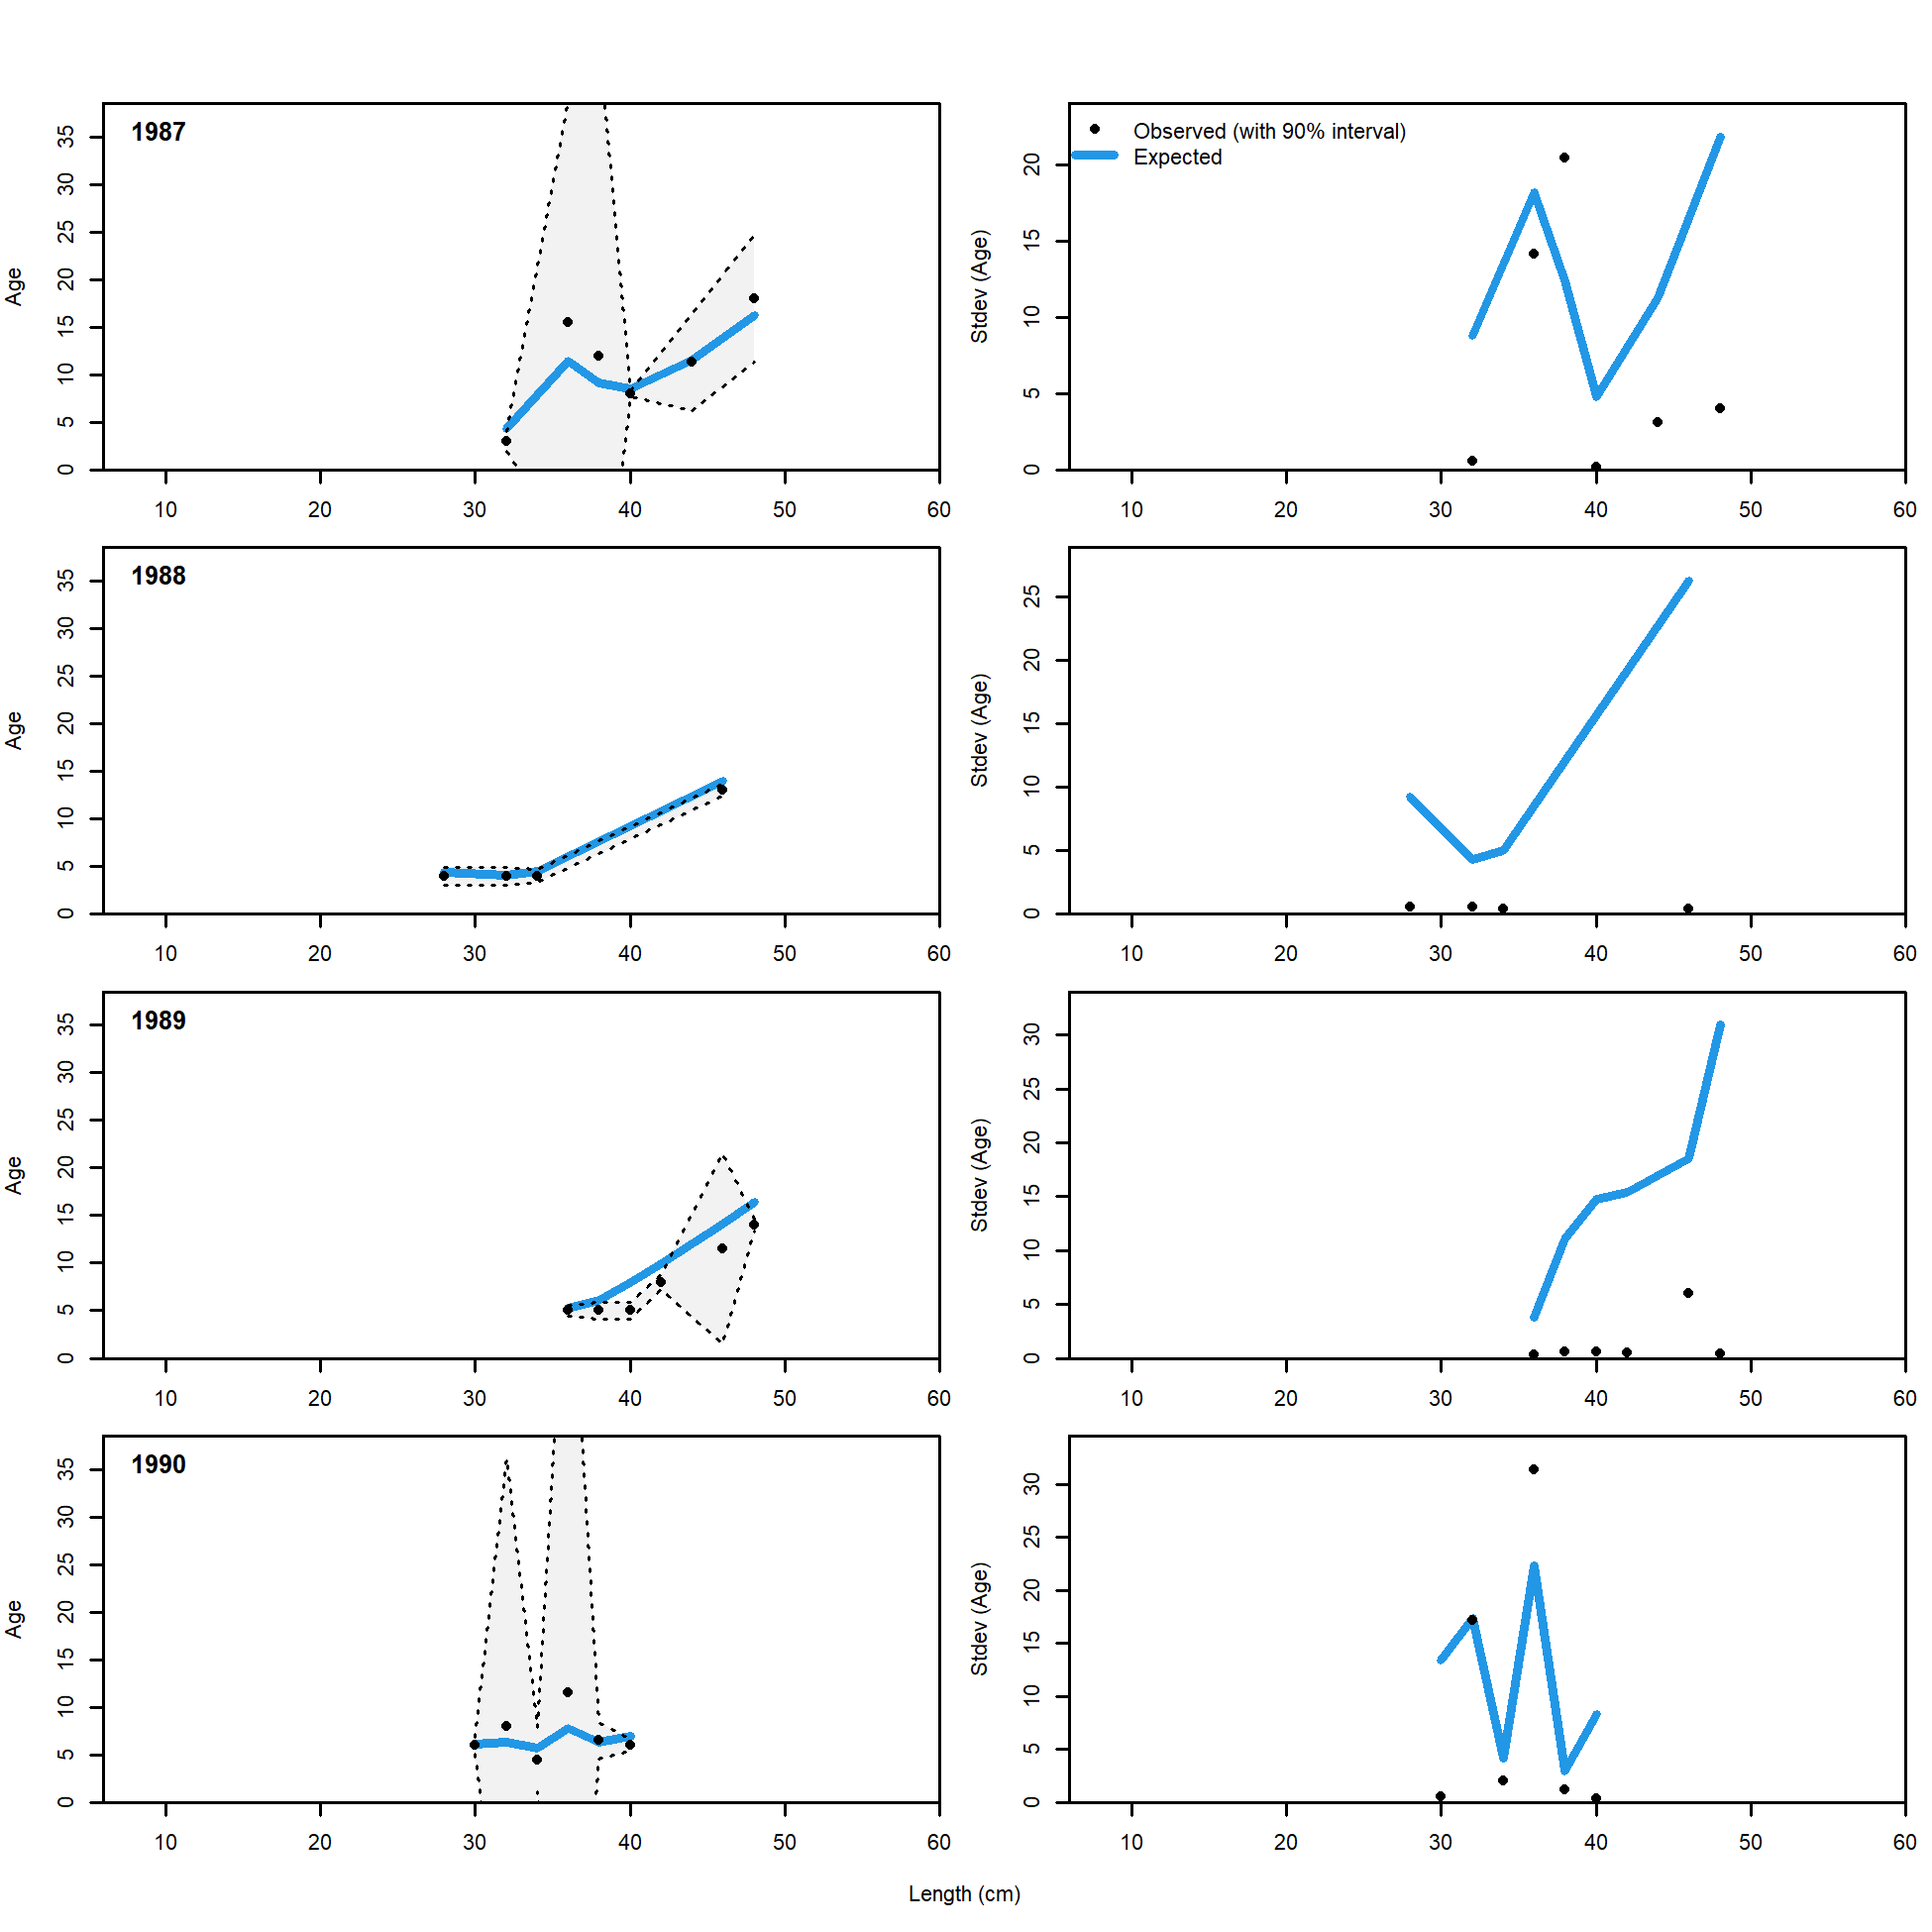 1987
Age
0 5 10 15 20 25 30 35
10 20 30 40 50 60
Observed (with 90% interval)
Expected
Stdev (Age)
0 5 10 15 20
10 20 30 40 50 60
1988
Age
0 5 10 15 20 25 30 35
10 20 30 40 50 60
Stdev (Age)
0 5 10 15 20 25
10 20 30 40 50 60
1989
Age
0 5 10 15 20 25 30 35
10 20 30 40 50 60
Stdev (Age)
0 5 10 15 20 25 30
10 20 30 40 50 60
1990
Age
0 5 10 15 20 25 30 35
10 20 30 40 50 60
Stdev (Age)
0 5 10 15 20 25 30
10 20 30 40 50 60
Length (cm)